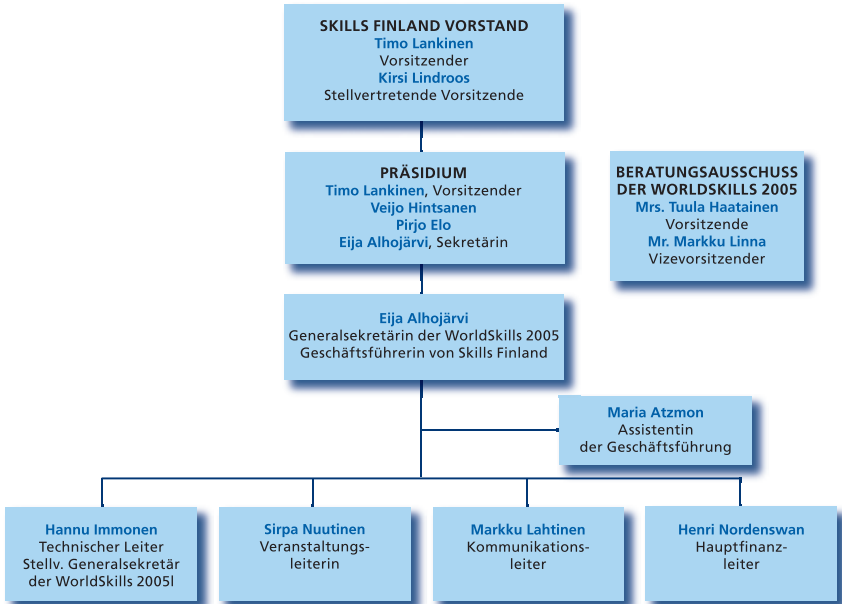 SKILLS FINLAND VORSTAND
Timo Lankinen
Vorsitzender
Kirsi Lindroos
Stellvertretende Vorsitzende
PRÄSIDIUM
Timo Lankinen, Vorsitzender
Veijo Hintsanen
Pirjo Elo
Eija Alhojärvi, Sekretärin
BERATUNGSAUSSCHUSS
DER WORLDSKILLS 2005
Mrs. Tuula Haatainen
Vorsitzende
Mr. Markku Linna
Vizevorsitzender
Eija Alhojärvi
Generalsekretärin der WorldSkills 2005
Geschäftsführerin von Skills Finland
Maria Atzmon
Assistentin
der Geschäftsführung
Hannu Immonen
Technischer Leiter
Stellv. Generalsekretär
der WorldSkills 2005l
Sirpa Nuutinen
Veranstaltungs-
leiterin
Markku Lahtinen
Kommunikations-
leiter
Henri Nordenswan
Hauptfinanz-
leiter